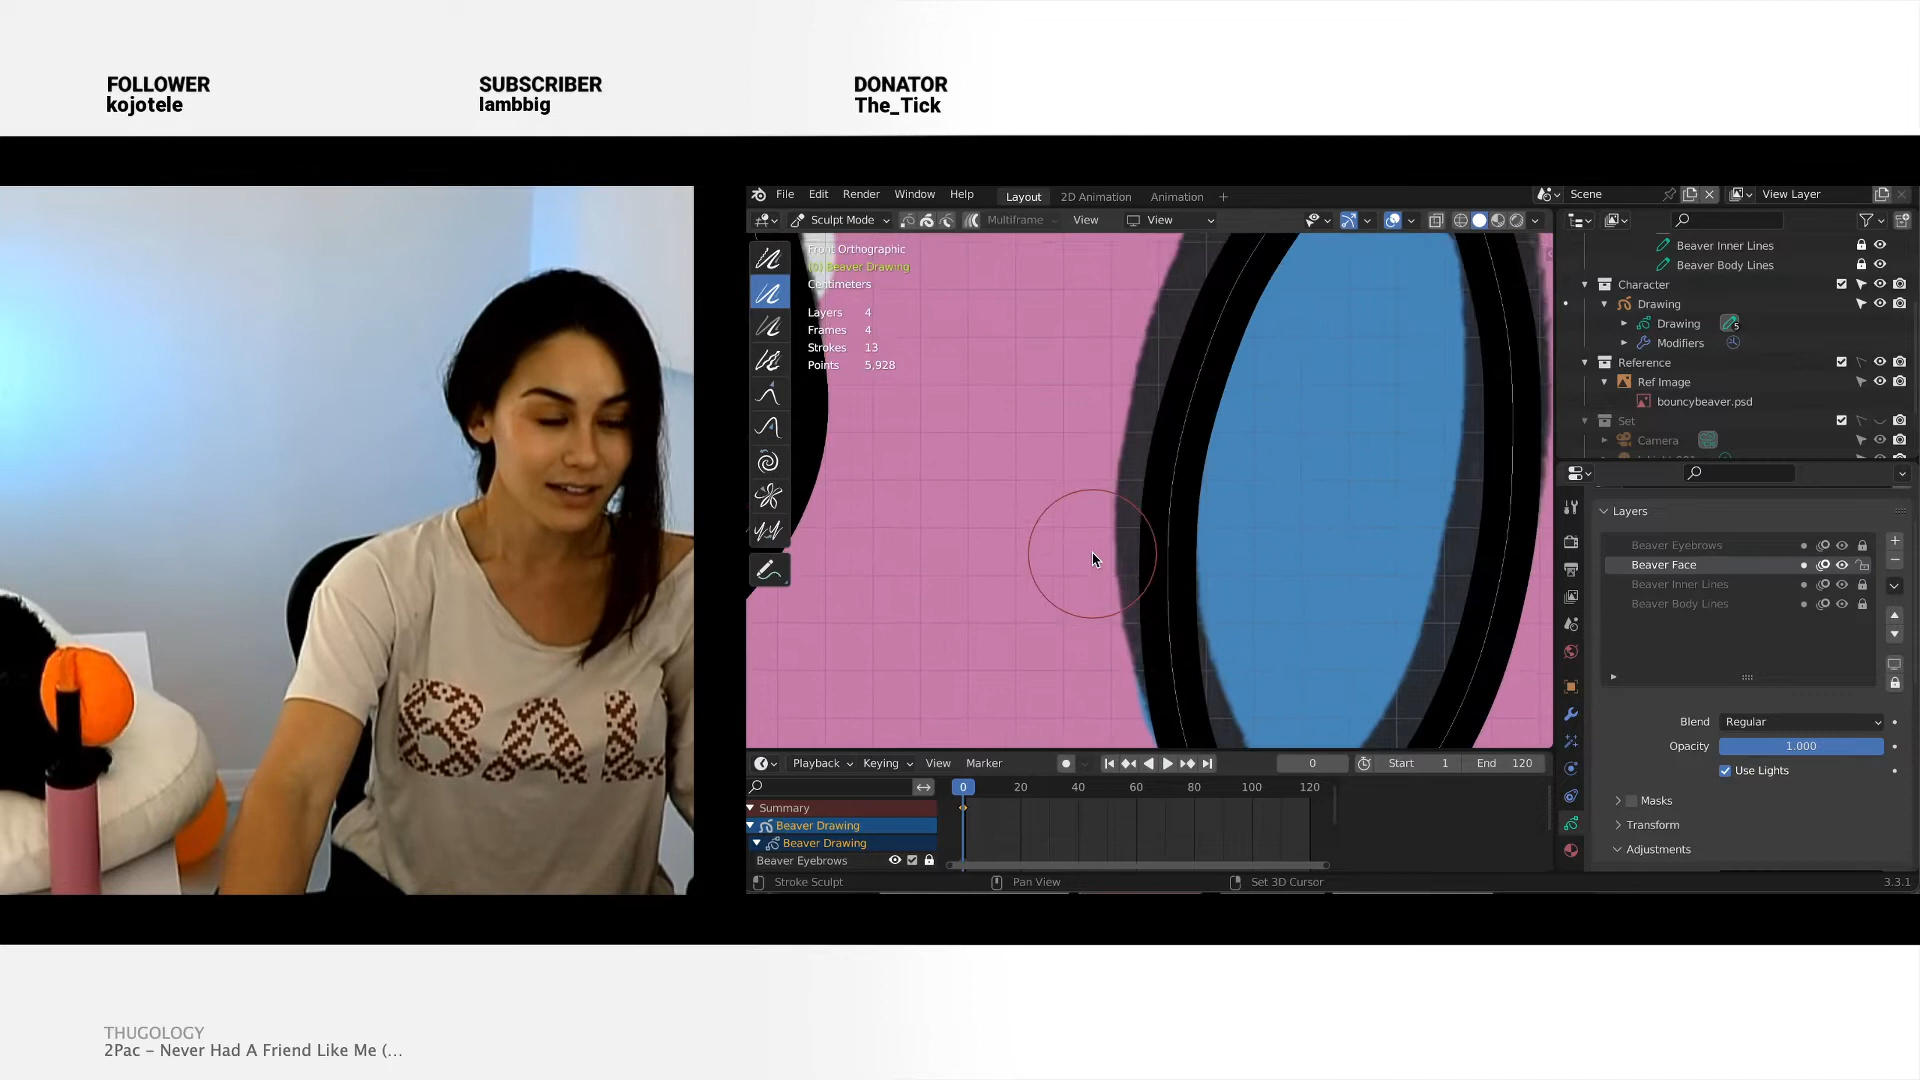 FOLLOWER
kojotele
SUBSCRIBER
lambbig
DONATOR
The_Tick
BAL
File Edit Render Window Help Layout 2D Animation Animation + Scene View Layer
Sculpt Mode Multiframe View View
Front Orthographic
(0) Beaver Drawing
Centimeters
Layers 4
Frames 4
Strokes 13
Points 5,928
Beaver Inner Lines
Beaver Body Lines
Character
Drawing
Drawing 5
Modifiers
Reference
Ref Image
bouncybeaver.psd
Set
Camera
Layers
Beaver Eyebrows
Beaver Face
Beaver Inner Lines
Beaver Body Lines
Blend Regular
Opacity 1.000
Use Lights
Masks
Transform
Adjustments
Playback Keying View Marker 0 Start 1 End 120
0 20 40 60 80 100 120
Summary
Beaver Drawing
Beaver Drawing
Beaver Eyebrows
Stroke Sculpt Pan View Set 3D Cursor 3.3.1
THUGOLOGY
2Pac - Never Had A Friend Like Me (...